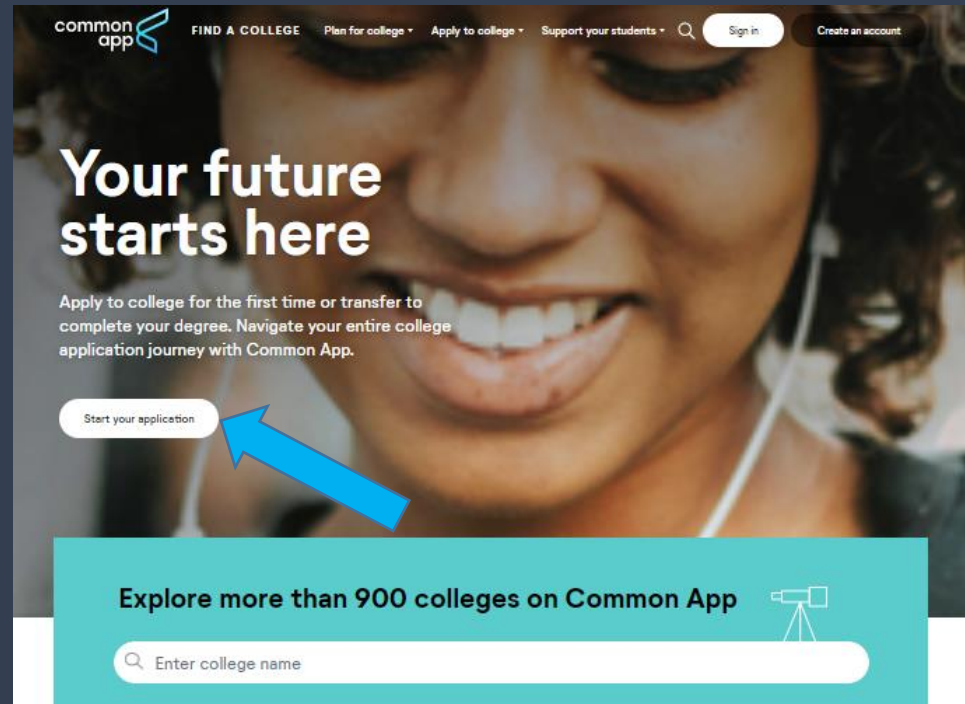 common
app
FIND A COLLEGE Plan for college Apply to college Support your students Sign in Create an account
Your future
starts here
Apply to college for the first time or transfer to
complete your degree. Navigate your entire college
application journey with Common App.
Start your application
Explore more than 900 colleges on Common App
Enter college name